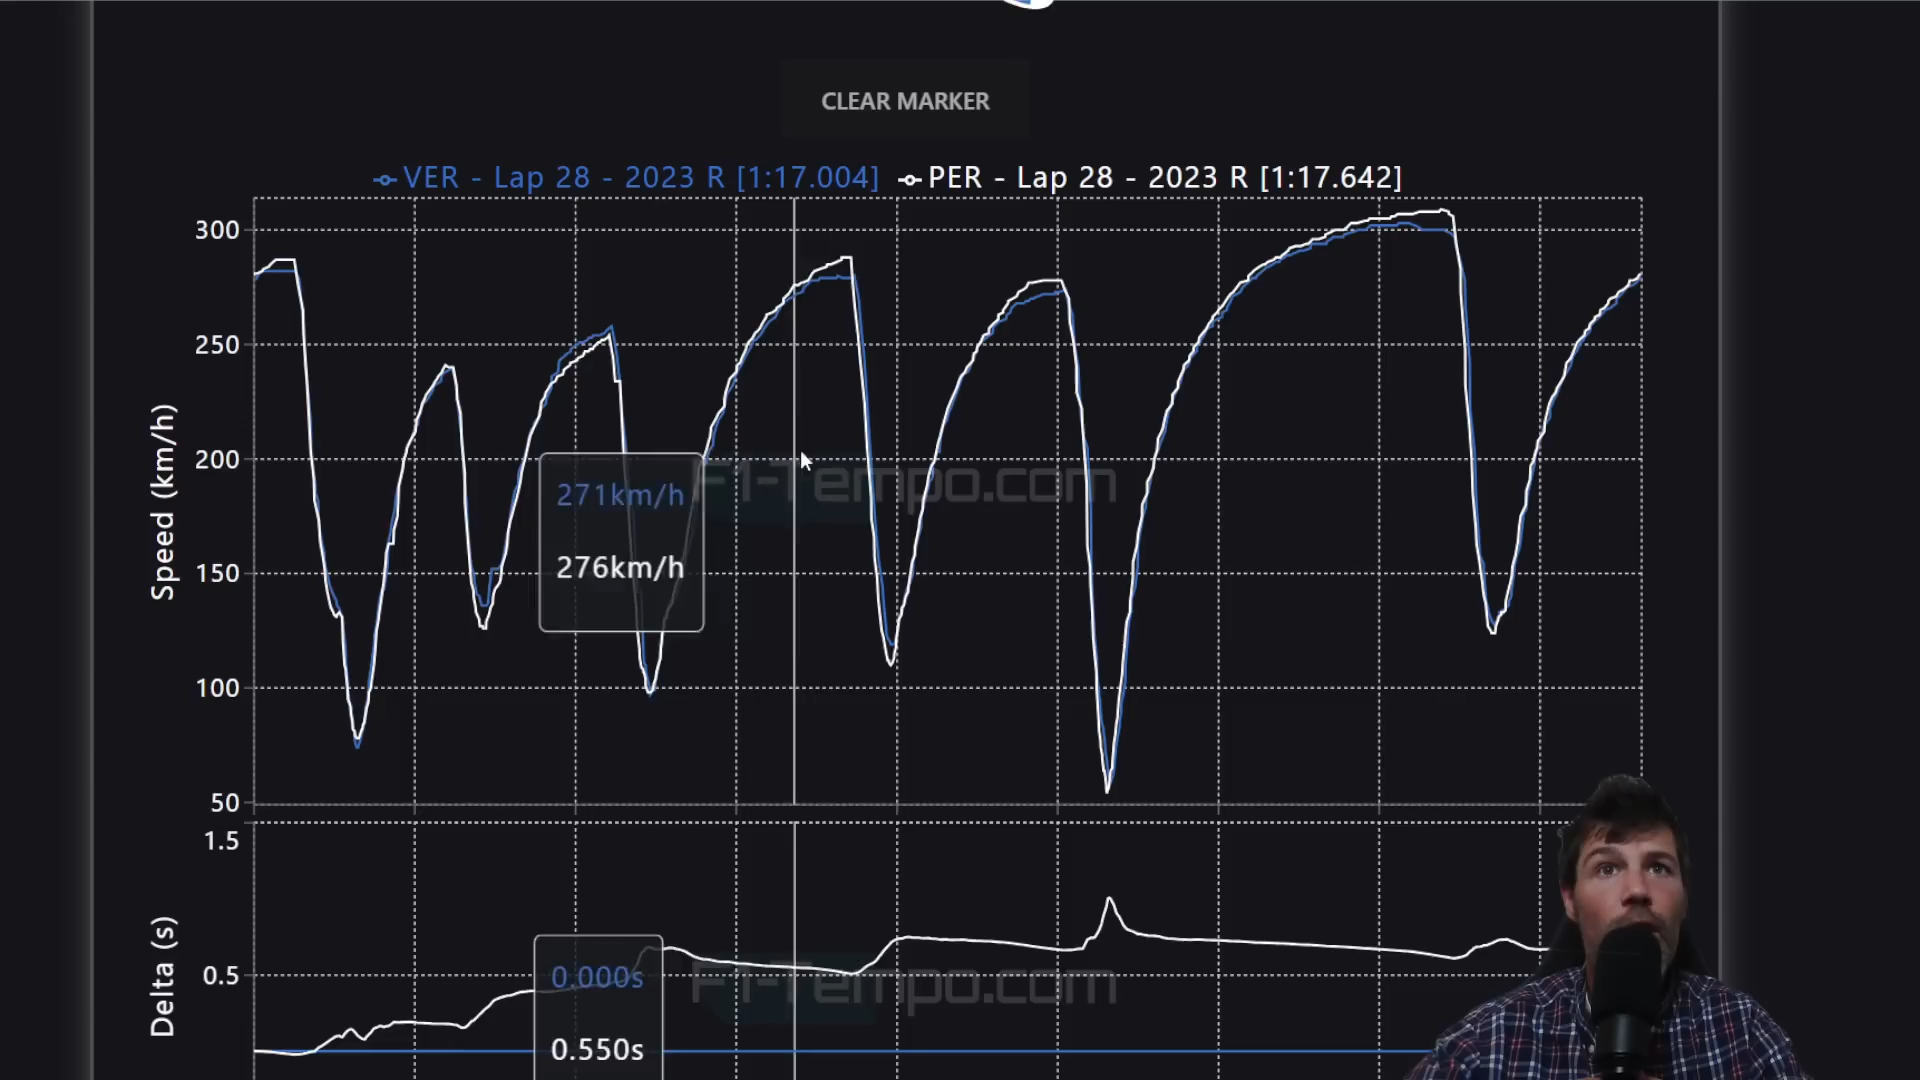 CLEAR MARKER
VER - Lap 28 - 2023 R [1:17.004] PER - Lap 28 - 2023 R [1:17.642]
300
250
200
150
100
50
Speed (km/h)
271km/h
276km/h
F1-Tempo.com
1.5
0.5
Delta (s)
0.000s
0.550s
F1-Tempo.com